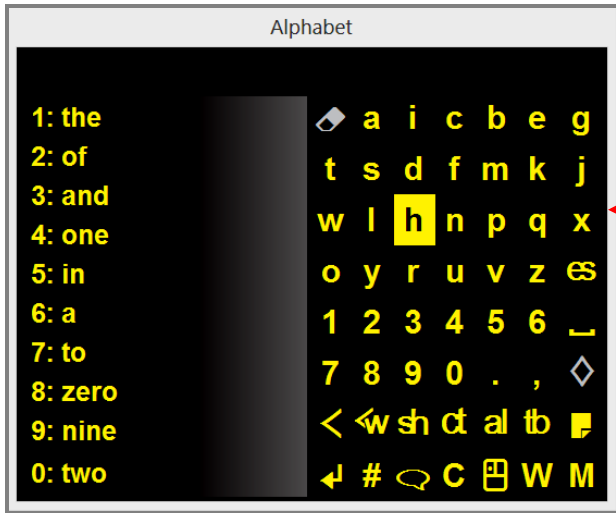 Alphabet
1: the
2: of
3: and
4: one
5: in
6: a
7: to
8: zero
9: nine
0: two
a i c b e g
t s d f m k j
w l h n p q x
o y r u v z es
1 2 3 4 5 6
7 8 9 0 . ,
< <w sh ct al tb
# C W M